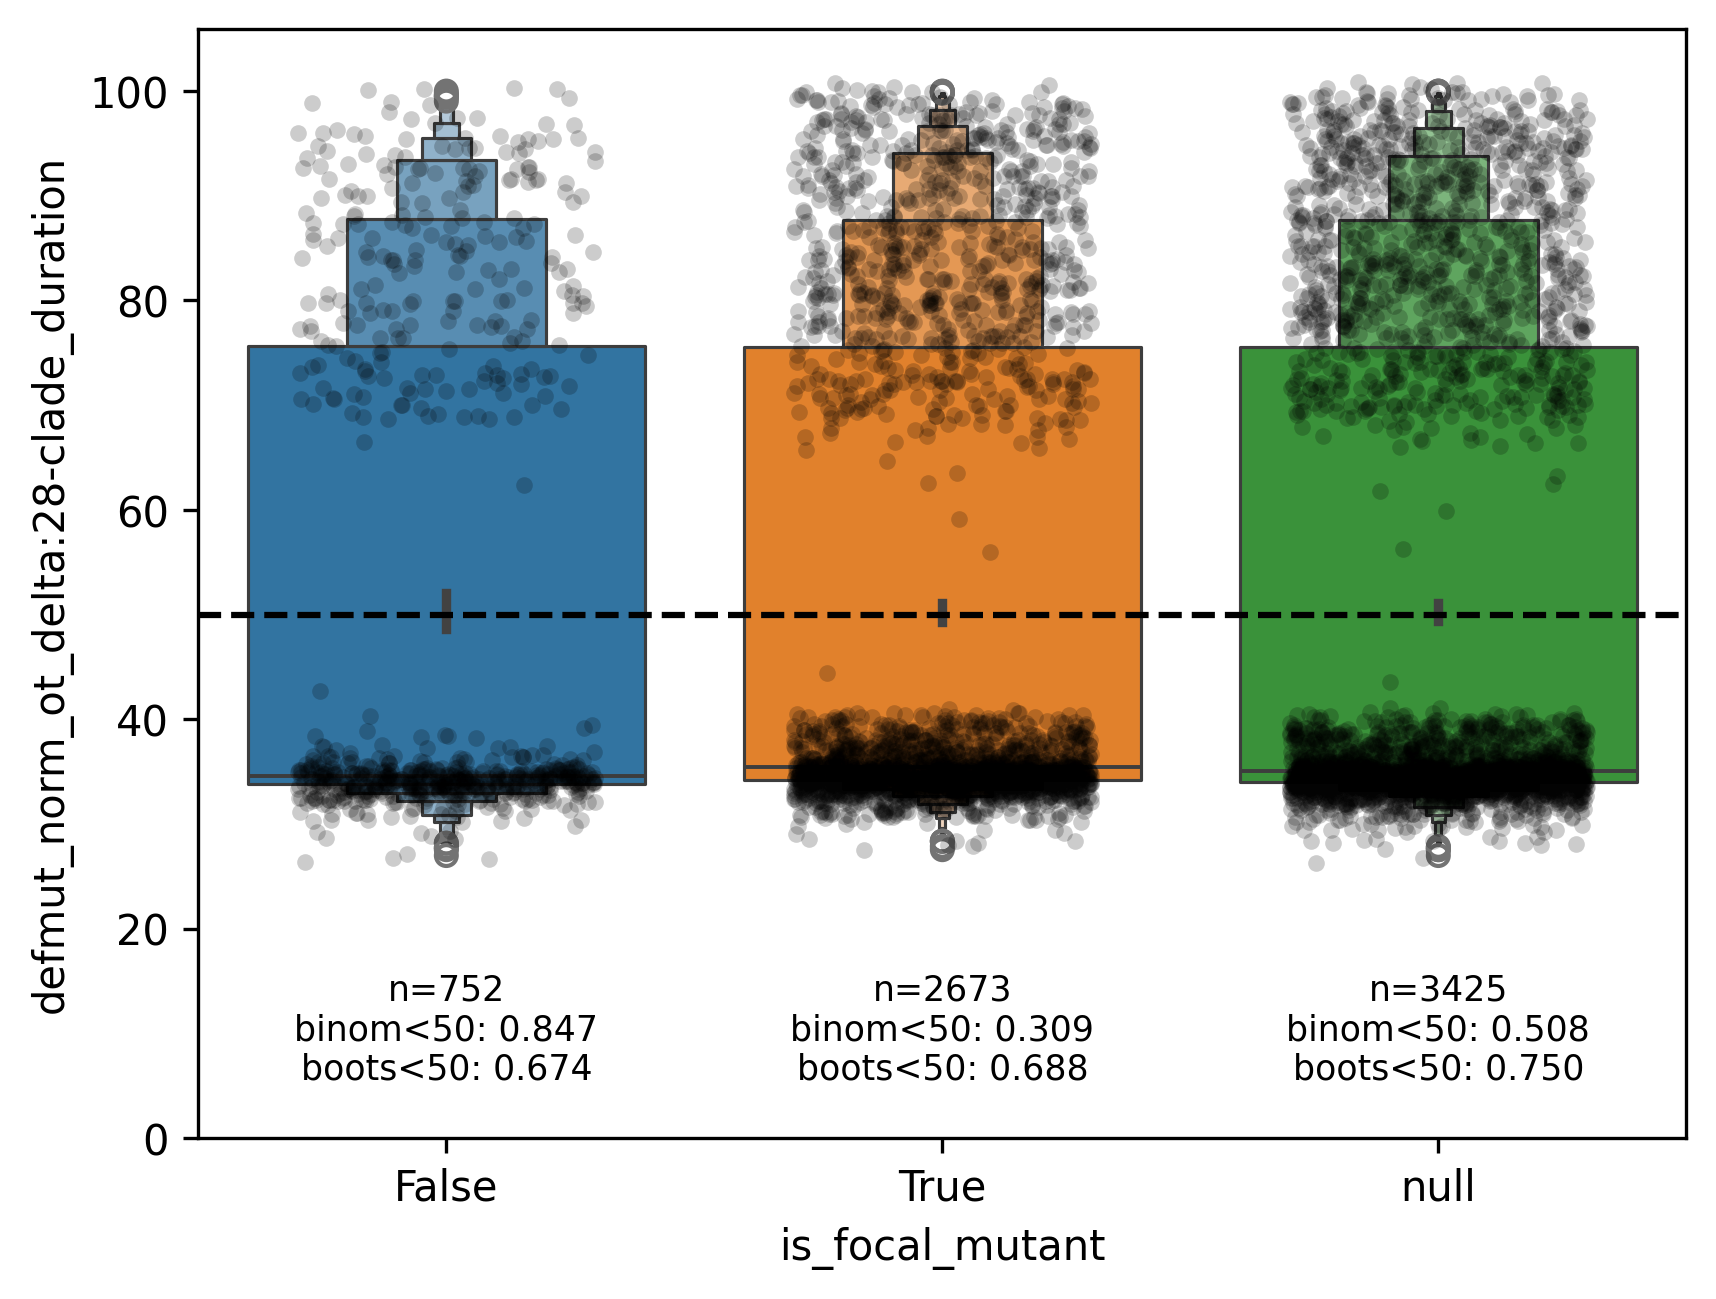 defmut_norm_ot_delta:28-clade_duration
100
80
60
40
20
0
n=752
binom<50: 0.847
boots<50: 0.674
n=2673
binom<50: 0.309
boots<50: 0.688
n=3425
binom<50: 0.508
boots<50: 0.750
False
True
null
is_focal_mutant